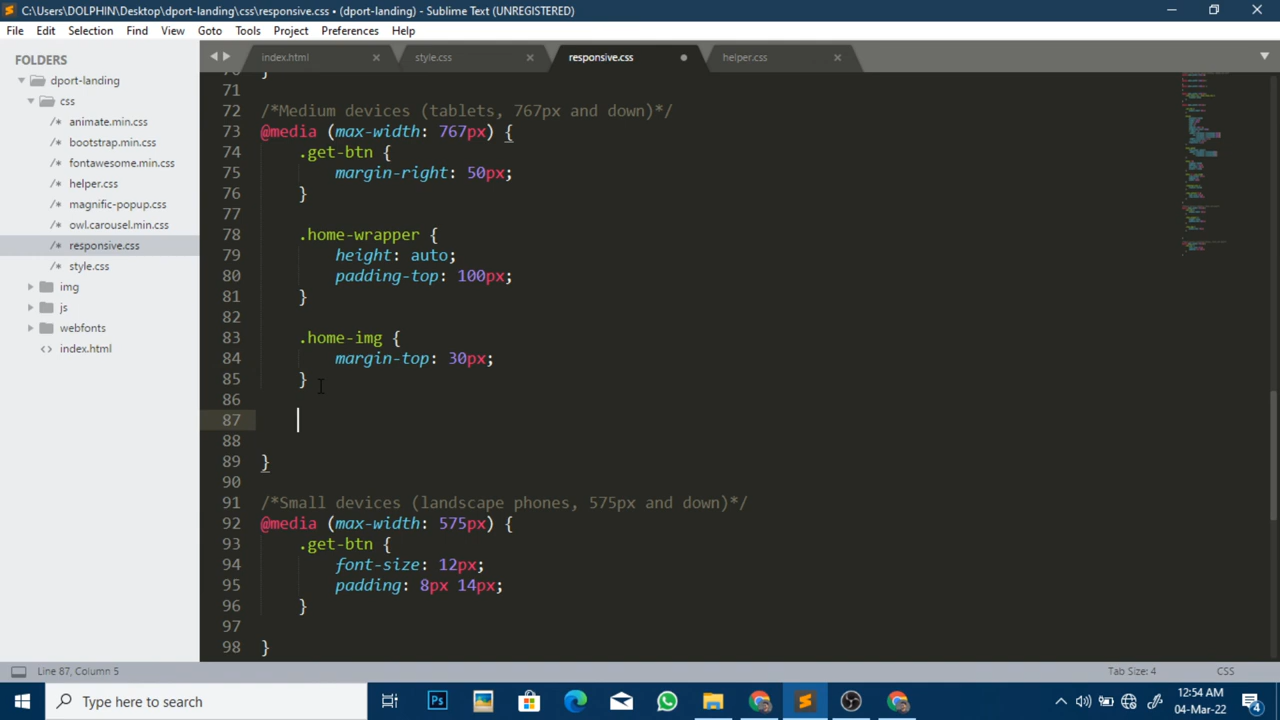 C:\Users\DOLPHIN\Desktop\dport-landing\css\responsive.css • (dport-landing) - Sublime Text (UNREGISTERED)
File Edit Selection Find View Goto Tools Project Preferences Help
FOLDERS
dport-landing
css
/* animate.min.css
/* bootstrap.min.css
/* fontawesome.min.css
/* helper.css
/* magnific-popup.css
/* owl.carousel.min.css
/* responsive.css
/* style.css
img
js
webfonts
<> index.html
index.html style.css responsive.css helper.css
70 }
71
72 /*Medium devices (tablets, 767px and down)*/
73 @media (max-width: 767px) {
74 .get-btn {
75 margin-right: 50px;
76 }
77
78 .home-wrapper {
79 height: auto;
80 padding-top: 100px;
81 }
82
83 .home-img {
84 margin-top: 30px;
85 }
86
87
88
89 }
90
91 /*Small devices (landscape phones, 575px and down)*/
92 @media (max-width: 575px) {
93 .get-btn {
94 font-size: 12px;
95 padding: 8px 14px;
96 }
97
98 }
Line 87, Column 5 Tab Size: 4 CSS
Type here to search
Ps
12:54 AM
04-Mar-22
4